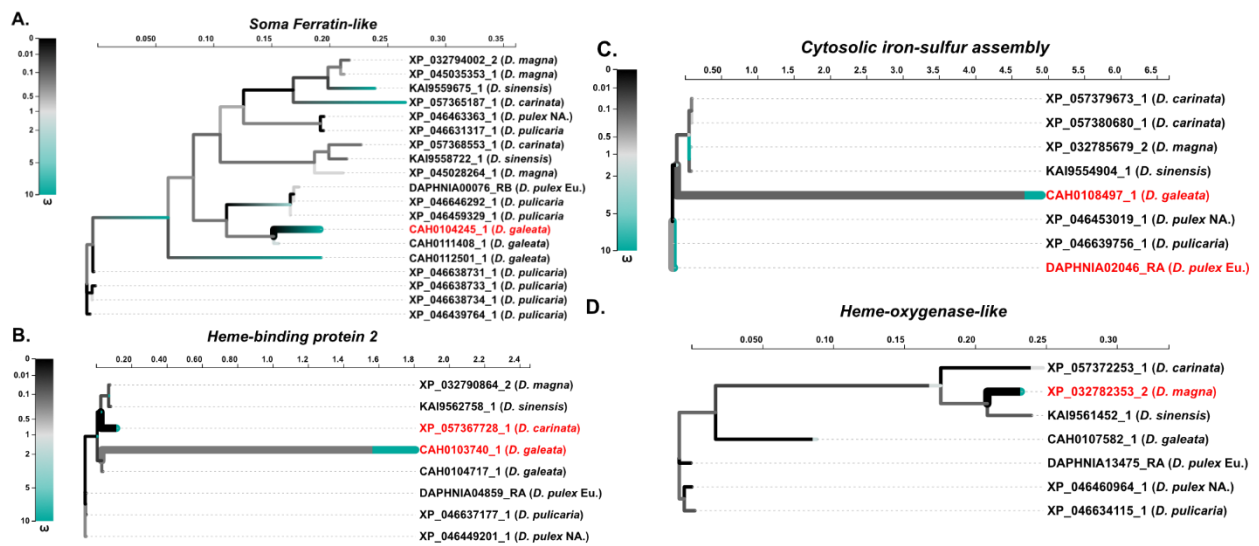 A.
Soma Ferratin-like
0.050 0.10 0.15 0.20 0.25 0.30 0.35
0
0.01
0.1
0.5
1
2
5
10
ω
XP_032794002_2 (D. magna)
XP_045035353_1 (D. magna)
KAI9559675_1 (D. sinensis)
XP_057365187_1 (D. carinata)
XP_046463363_1 (D. pulex NA.)
XP_046631317_1 (D. pulicaria
XP_057368553_1 (D. carinata)
KAI9558722_1 (D. sinensis)
XP_045028264_1 (D. magna)
DAPHNIA00076_RB (D. pulex Eu.)
XP_046646292_1 (D. pulicaria)
XP_046459329_1 (D. pulicaria)
CAH0104245_1 (D. galeata)
CAH0111408_1 (D. galeata)
CAH0112501_1 (D. galeata)
XP_046638731_1 (D. pulicaria)
XP_046638733_1 (D. pulicaria)
XP_046638734_1 (D. pulicaria)
XP_046439764_1 (D. pulicaria)
B.
Heme-binding protein 2
0.20 0.40 0.60 0.80 1.0 1.2 1.4 1.6 1.8 2.0 2.2 2.4
0
0.01
0.1
0.5
1
2
5
10
ω
XP_032790864_2 (D. magna)
KAI9562758_1 (D. sinensis)
XP_057367728_1 (D. carinata)
CAH0103740_1 (D. galeata)
CAH0104717_1 (D. galeata)
DAPHNIA04859_RA (D. pulex Eu.)
XP_046637177_1 (D. pulicaria)
XP_046449201_1 (D. pulex NA.)
C.
Cytosolic iron-sulfur assembly
0.50 1.0 1.5 2.0 2.5 3.0 3.5 4.0 4.5 5.0 5.5 6.0 6.5
0
0.01
0.1
0.5
1
2
5
10
ω
XP_057379673_1 (D. carinata)
XP_057380680_1 (D. carinata)
XP_032785679_2 (D. magna)
KAI9554904_1 (D. sinensis)
CAH0108497_1 (D. galeata)
XP_046453019_1 (D. pulex NA.)
XP_046639756_1 (D. pulicaria)
DAPHNIA02046_RA (D. pulex Eu.)
D.
Heme-oxygenase-like
0.050 0.10 0.15 0.20 0.25 0.30
XP_057372253_1 (D. carinata)
XP_032782353_2 (D. magna)
KAI9561452_1 (D. sinensis)
CAH0107582_1 (D. galeata)
DAPHNIA13475_RA (D. pulex Eu.)
XP_046460964_1 (D. pulex NA.)
XP_046634115_1 (D. pulicaria)